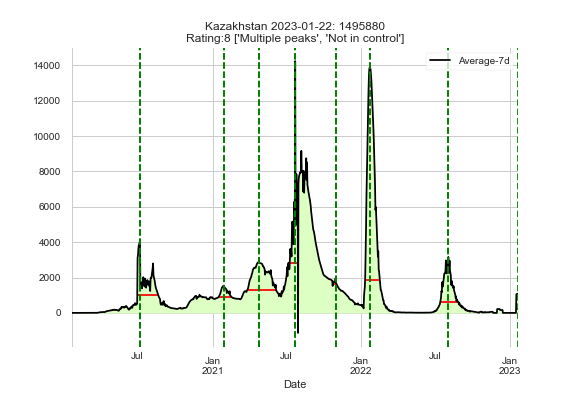 Kazakhstan 2023-01-22: 1495880
Rating:8 ['Multiple peaks', 'Not in control']
Average-7d
14000
12000
10000
8000
6000
4000
2000
0
Jul
Jan
2021
Jul
Jan
2022
Jul
Jan
2023
Date